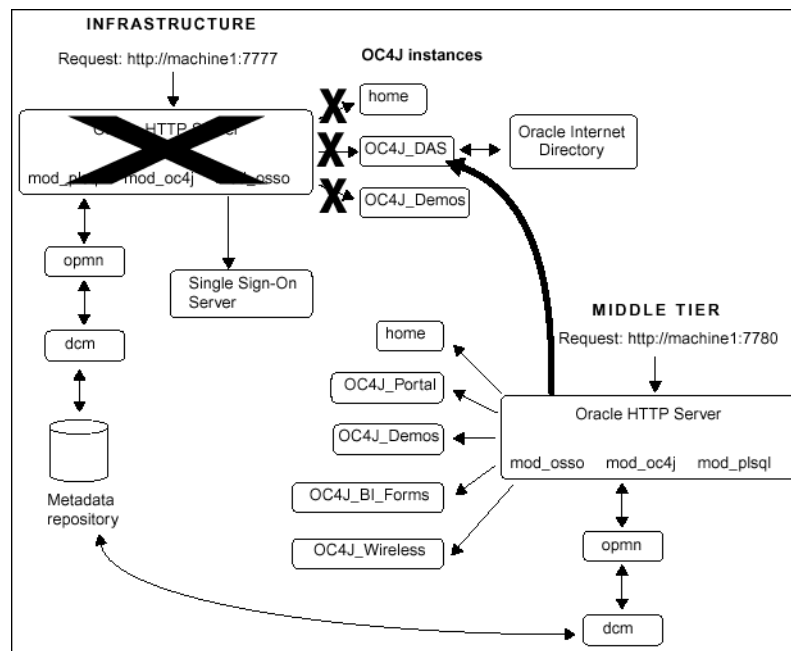 INFRASTRUCTURE
Request: http://machine1:7777
OC4J instances
home
HTTP
OC4J_DAS
Oracle Internet
Directory
mod_oc4j
OC4J_Demos
opmn
Single Sign-On
Server
dcm
Metadata
repository
MIDDLE TIER
Request: http://machine1:7780
home
OC4J_Portal
Oracle HTTP Server
OC4J_Demos
mod_osso mod_oc4j mod_plsql
OC4J_BI_Forms
OC4J_Wireless
opmn
dcm